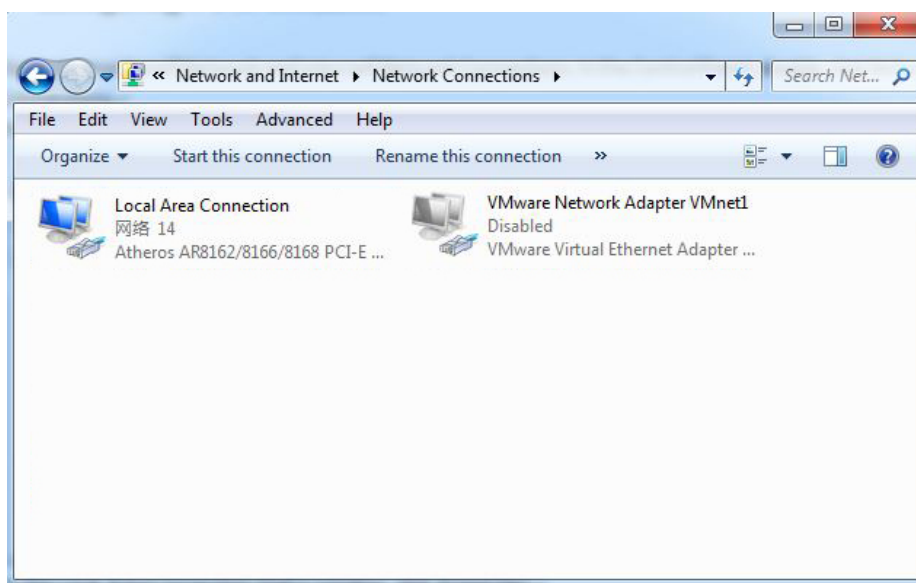 « Network and Internet ▸ Network Connections ▸ Search Net...
File Edit View Tools Advanced Help
Organize ▾ Start this connection Rename this connection »
Local Area Connection
网络 14
Atheros AR8162/8166/8168 PCI-E ...
VMware Network Adapter VMnet1
Disabled
VMware Virtual Ethernet Adapter ...